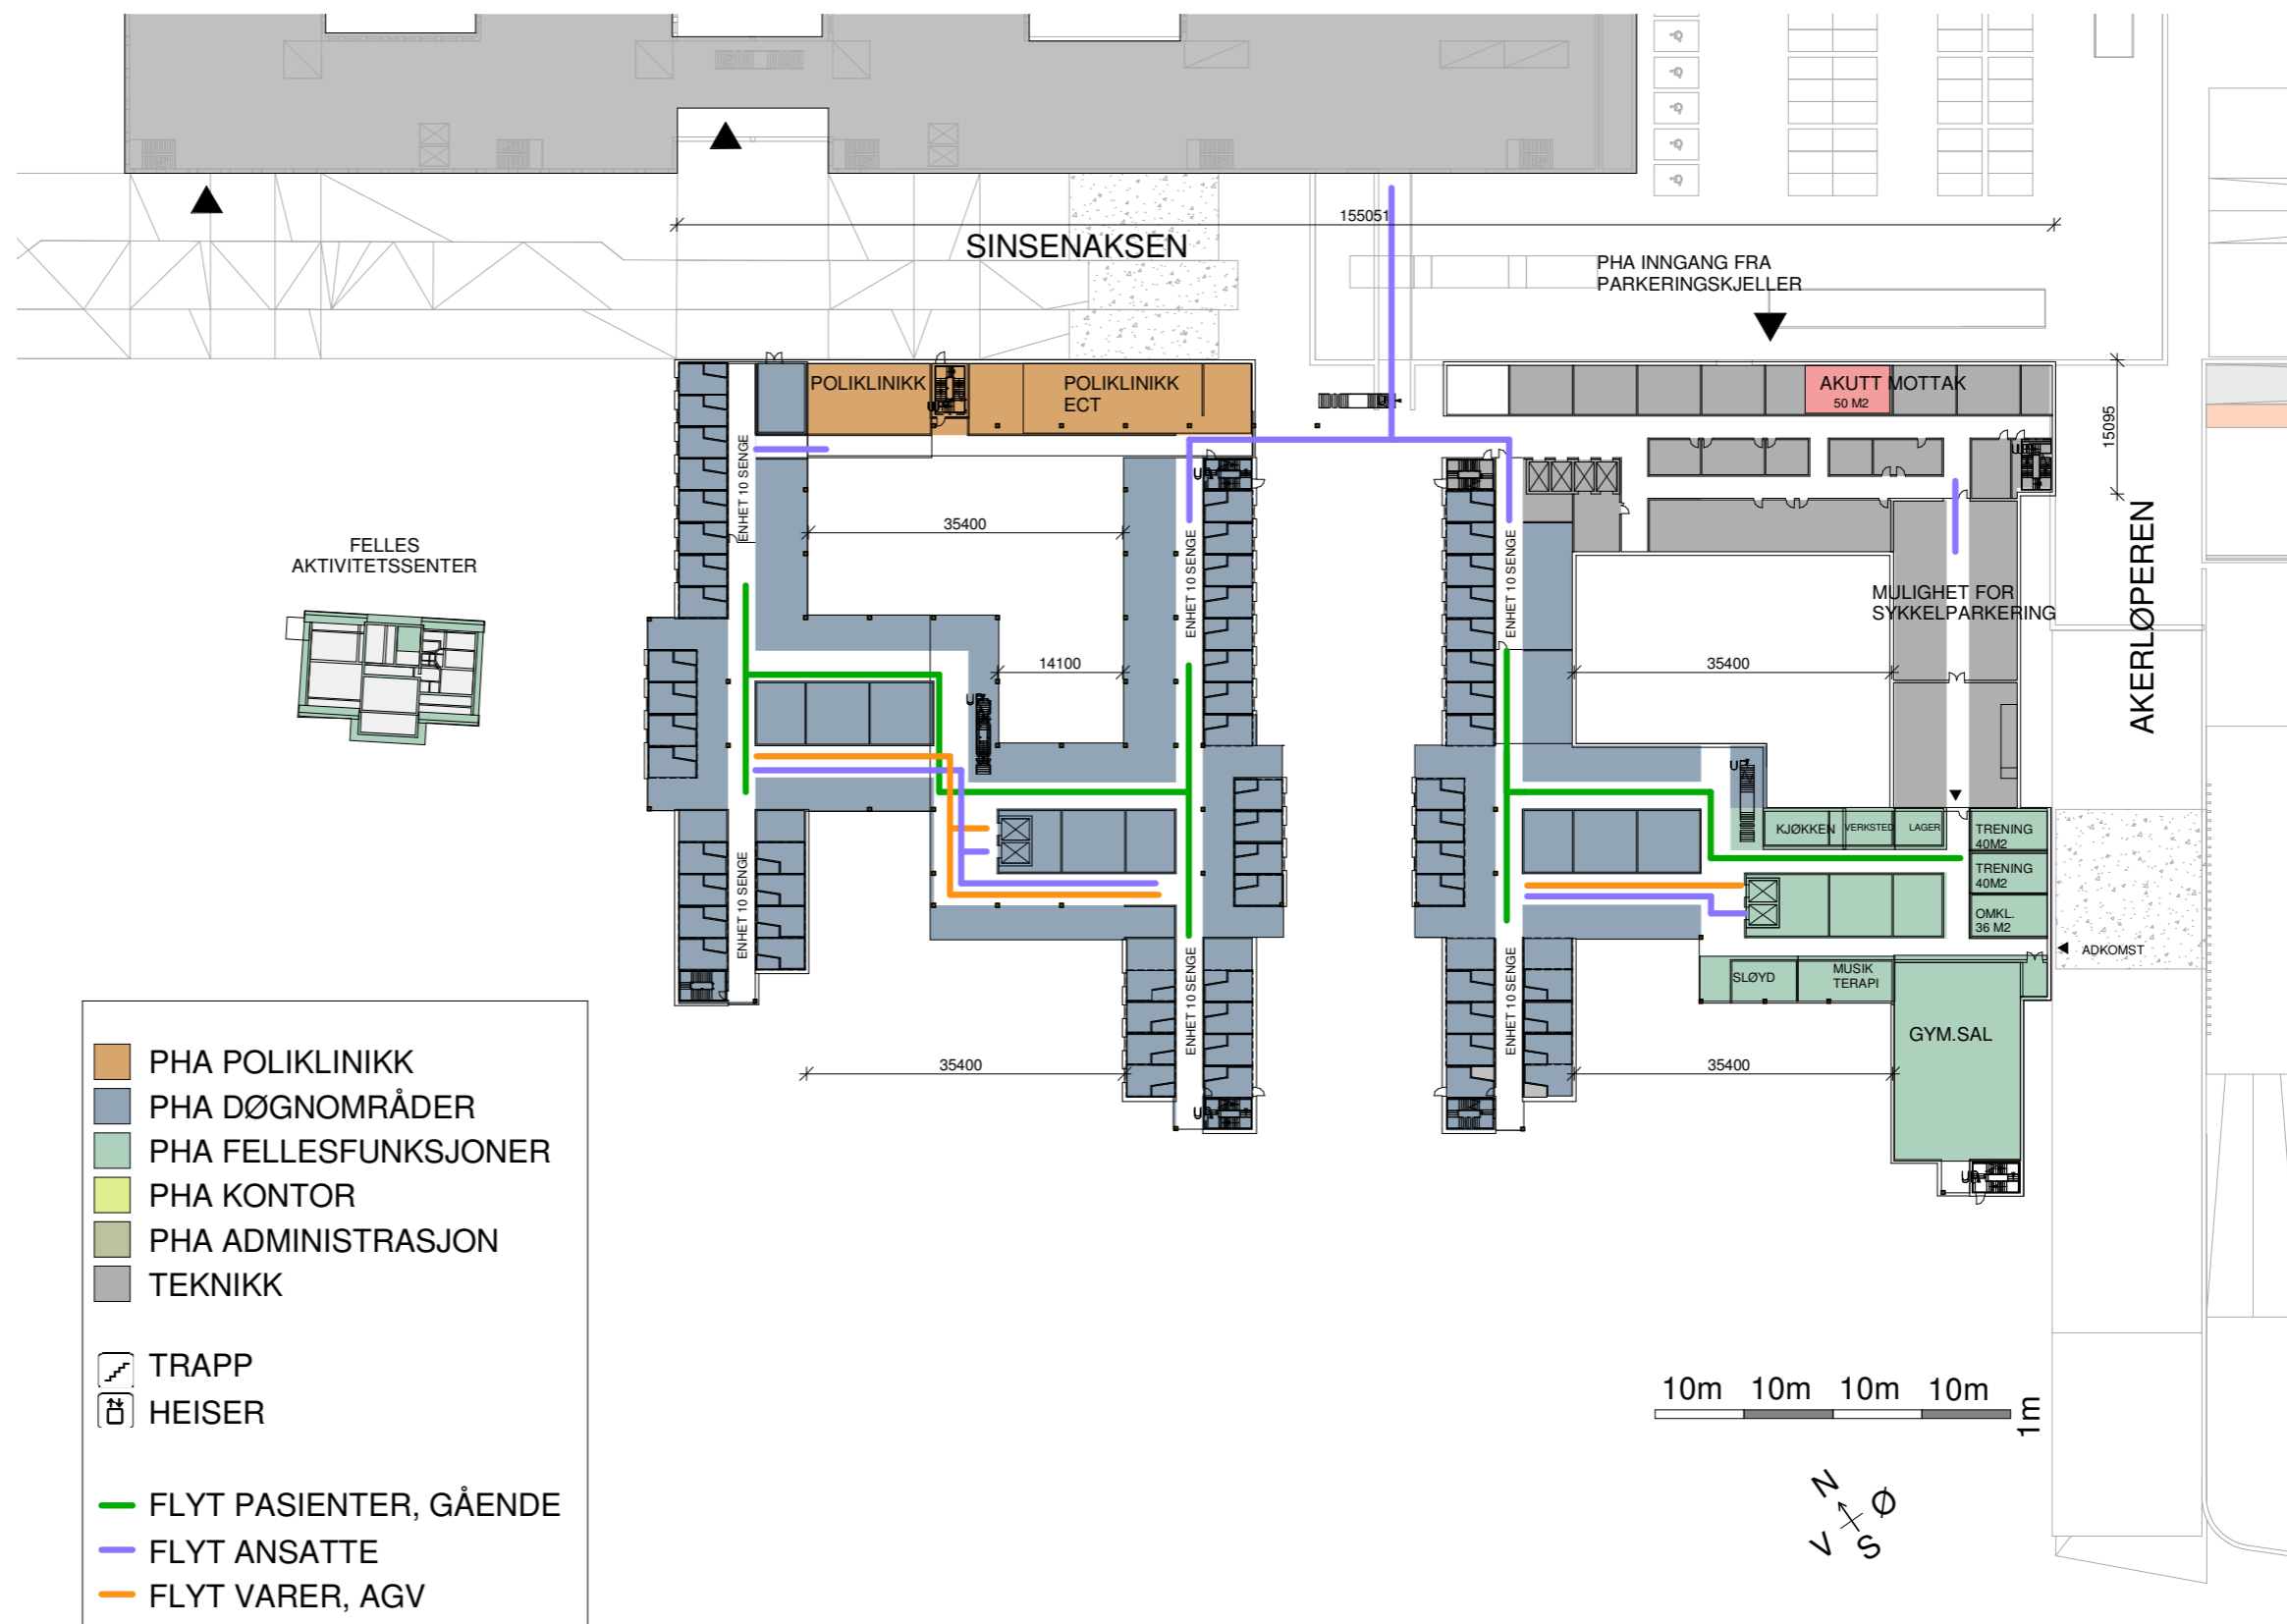 155051
SINSENAKSEN
PHA INNGANG FRA
PARKERINGSKJELLER
POLIKLINIKK
POLIKLINIKK
ECT
AKUTT MOTTAK
50 M2
15095
ENHET 10 SENGE
ENHET 10 SENGE
ENHET 10 SENGE
35400
FELLES
AKTIVITETSSENTER
MULIGHET FOR
SYKKELPARKERING
AKERLØPEREN
14100
35400
KJØKKEN
VERKSTED
LAGER
TRENING
40M2
TRENING
40M2
OMKL.
36 M2
ADKOMST
ENHET 10 SENGE
ENHET 10 SENGE
ENHET 10 SENGE
SLØYD
MUSIK
TERAPI
GYM.SAL
35400
35400
PHA POLIKLINIKK
PHA DØGNOMRÅDER
PHA FELLESFUNKSJONER
PHA KONTOR
PHA ADMINISTRASJON
TEKNIKK
TRAPP
HEISER
FLYT PASIENTER, GÅENDE
FLYT ANSATTE
FLYT VARER, AGV
10m 10m 10m 10m
1m
N
Ø
V
S